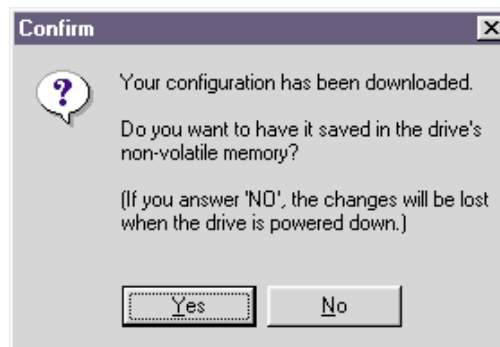 Confirm
Your configuration has been downloaded.
Do you want to have it saved in the drive's
non-volatile memory?
(If you answer 'NO', the changes will be lost
when the drive is powered down.)
Yes
No